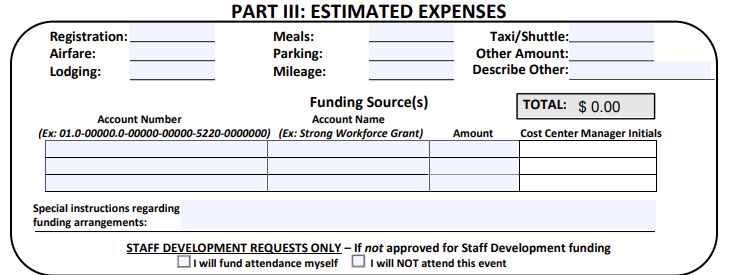 PART III: ESTIMATED EXPENSES
Registration: Meals: Taxi/Shuttle:
Airfare: Parking: Other Amount:
Lodging: Mileage: Describe Other:
Funding Source(s) TOTAL: $ 0.00
Account Number Account Name
(Ex: 01.0-00000.0-00000-00000-5220-0000000) (Ex: Strong Workforce Grant) Amount Cost Center Manager Initials
Special instructions regarding
funding arrangements:
STAFF DEVELOPMENT REQUESTS ONLY – If not approved for Staff Development funding
I will fund attendance myself I will NOT attend this event